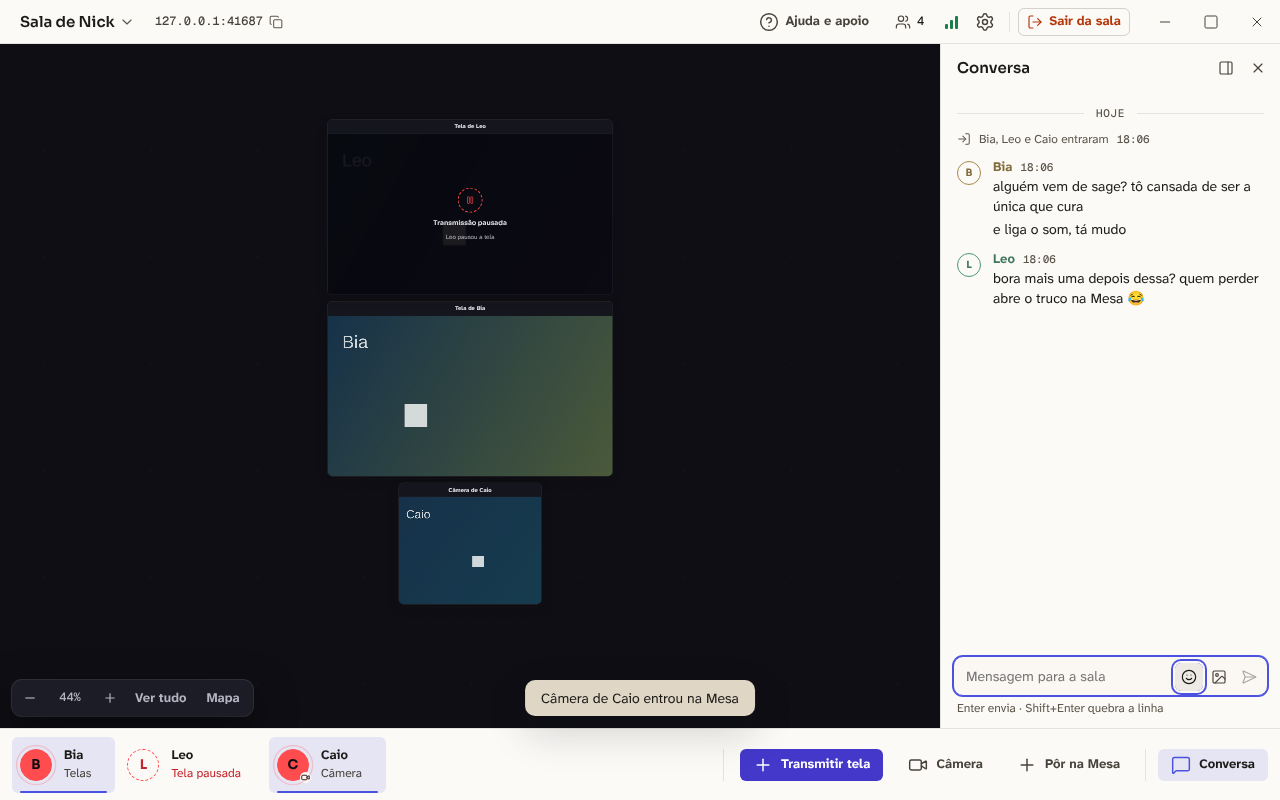 Sala de Nick
127.0.0.1:41687
Ajuda e apoio
4
Sair da sala
Tela de Leo
Leo
Transmissão pausada
Leo pausou a tela
Tela de Bia
Bia
Câmera de Caio
Caio
44%
Ver tudo
Mapa
Câmera de Caio entrou na Mesa
Conversa
HOJE
Bia, Leo e Caio entraram 18:06
B
Bia 18:06
alguém vem de sage? tô cansada de ser a
única que cura
e liga o som, tá mudo
L
Leo 18:06
bora mais uma depois dessa? quem perder
abre o truco na Mesa 😂
Mensagem para a sala
Enter envia · Shift+Enter quebra a linha
B
Bia
Telas
L
Leo
Tela pausada
C
Caio
Câmera
Transmitir tela
Câmera
Pôr na Mesa
Conversa